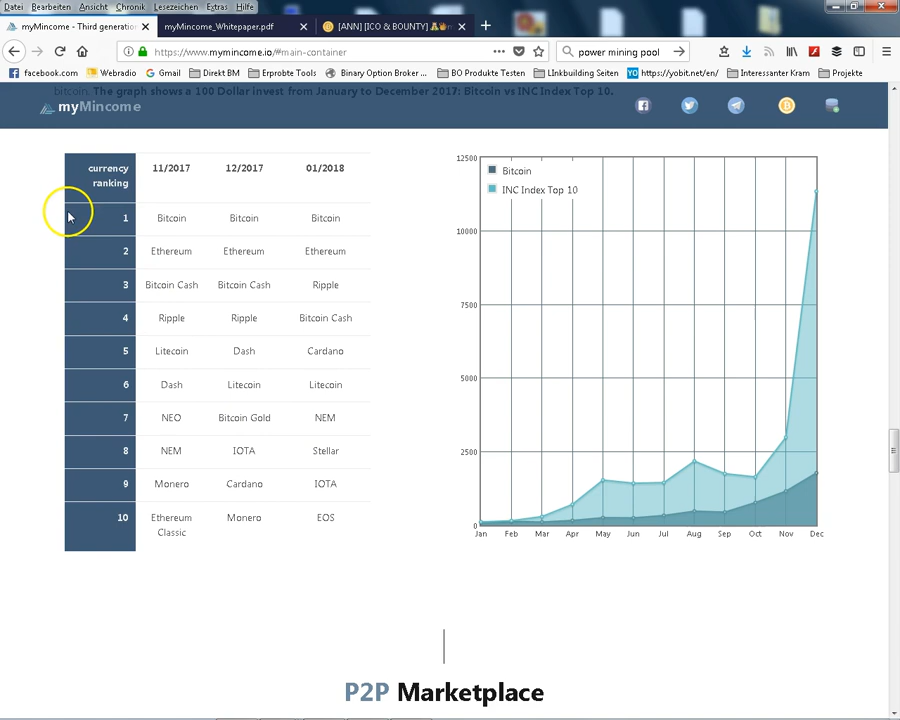 Datei Bearbeiten Ansicht Chronik Lesezeichen Extras Hilfe
myMincome - Third generation
myMincome_Whitepaper.pdf
[ANN] [ICO & BOUNTY]
https://www.mymincome.io/#main-container
power mining pool
facebook.com Webradio Gmail Direkt BM Erprobte Tools Binary Option Broker ... BO Produkte Testen LInkbuilding Seiten https://yobit.net/en/ Interessanter Kram Projekte
bitcoin. The graph shows a 100 Dollar invest from January to December 2017: Bitcoin vs INC Index Top 10.
myMincome
currency ranking 11/2017 12/2017 01/2018
1 Bitcoin Bitcoin Bitcoin
2 Ethereum Ethereum Ethereum
3 Bitcoin Cash Bitcoin Cash Ripple
4 Ripple Ripple Bitcoin Cash
5 Litecoin Dash Cardano
6 Dash Litecoin Litecoin
7 NEO Bitcoin Gold NEM
8 NEM IOTA Stellar
9 Monero Cardano IOTA
10 Ethereum Classic Monero EOS
Bitcoin
INC Index Top 10
12500
10000
7500
5000
2500
0
Jan Feb Mar Apr May Jun Jul Aug Sep Oct Nov Dec
P2P Marketplace